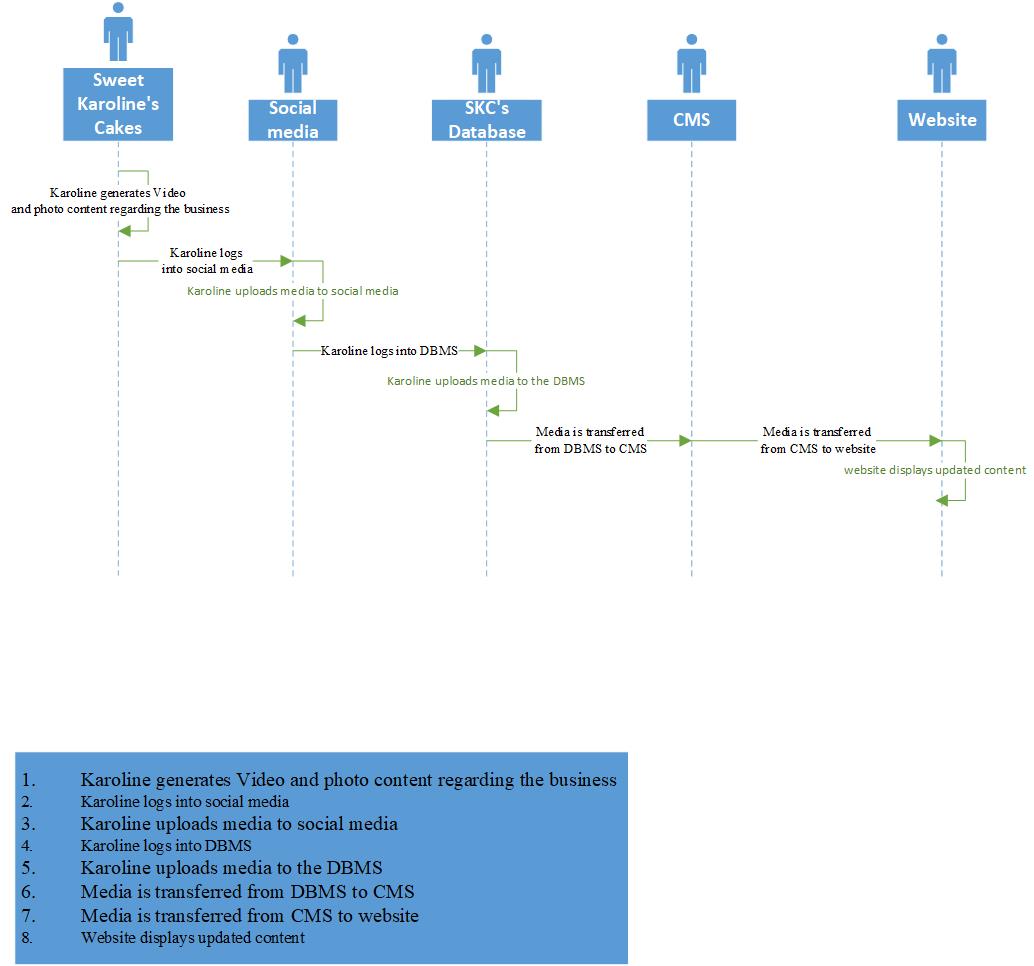 Sweet
Karoline's
Cakes
Social
media
SKC's
Database
CMS
Website
Karoline generates Video
and photo content regarding the business
Karoline logs
into social media
Karoline uploads media to social media
Karoline logs into DBMS
Karoline uploads media to the DBMS
Media is transferred
from DBMS to CMS
Media is transferred
from CMS to website
website displays updated content
1. Karoline generates Video and photo content regarding the business
2. Karoline logs into social media
3. Karoline uploads media to social media
4. Karoline logs into DBMS
5. Karoline uploads media to the DBMS
6. Media is transferred from DBMS to CMS
7. Media is transferred from CMS to website
8. Website displays updated content